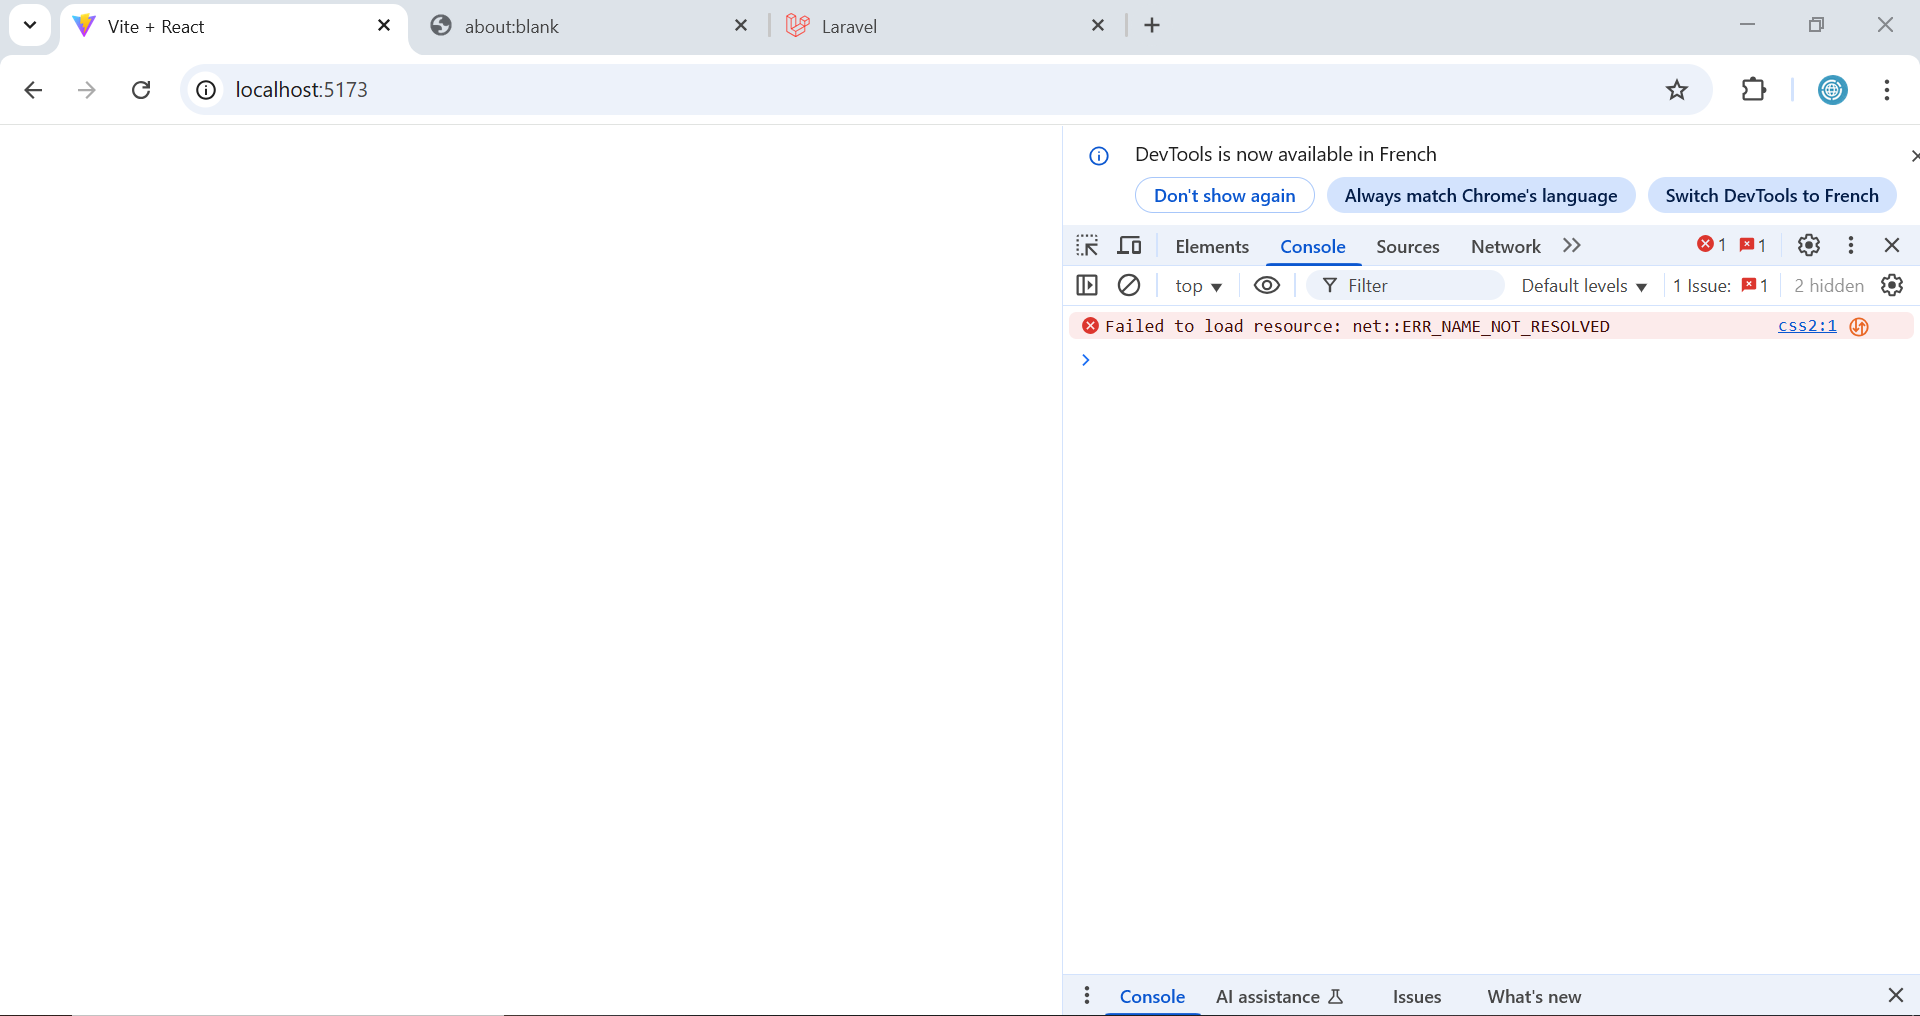 Vite + React
about:blank
Laravel
localhost:5173
DevTools is now available in French
Don't show again
Always match Chrome's language
Switch DevTools to French
Elements
Console
Sources
Network
1
1
top
Filter
Default levels
1 Issue:
1
2 hidden
Failed to load resource: net::ERR_NAME_NOT_RESOLVED
css2:1
Console
AI assistance
Issues
What's new